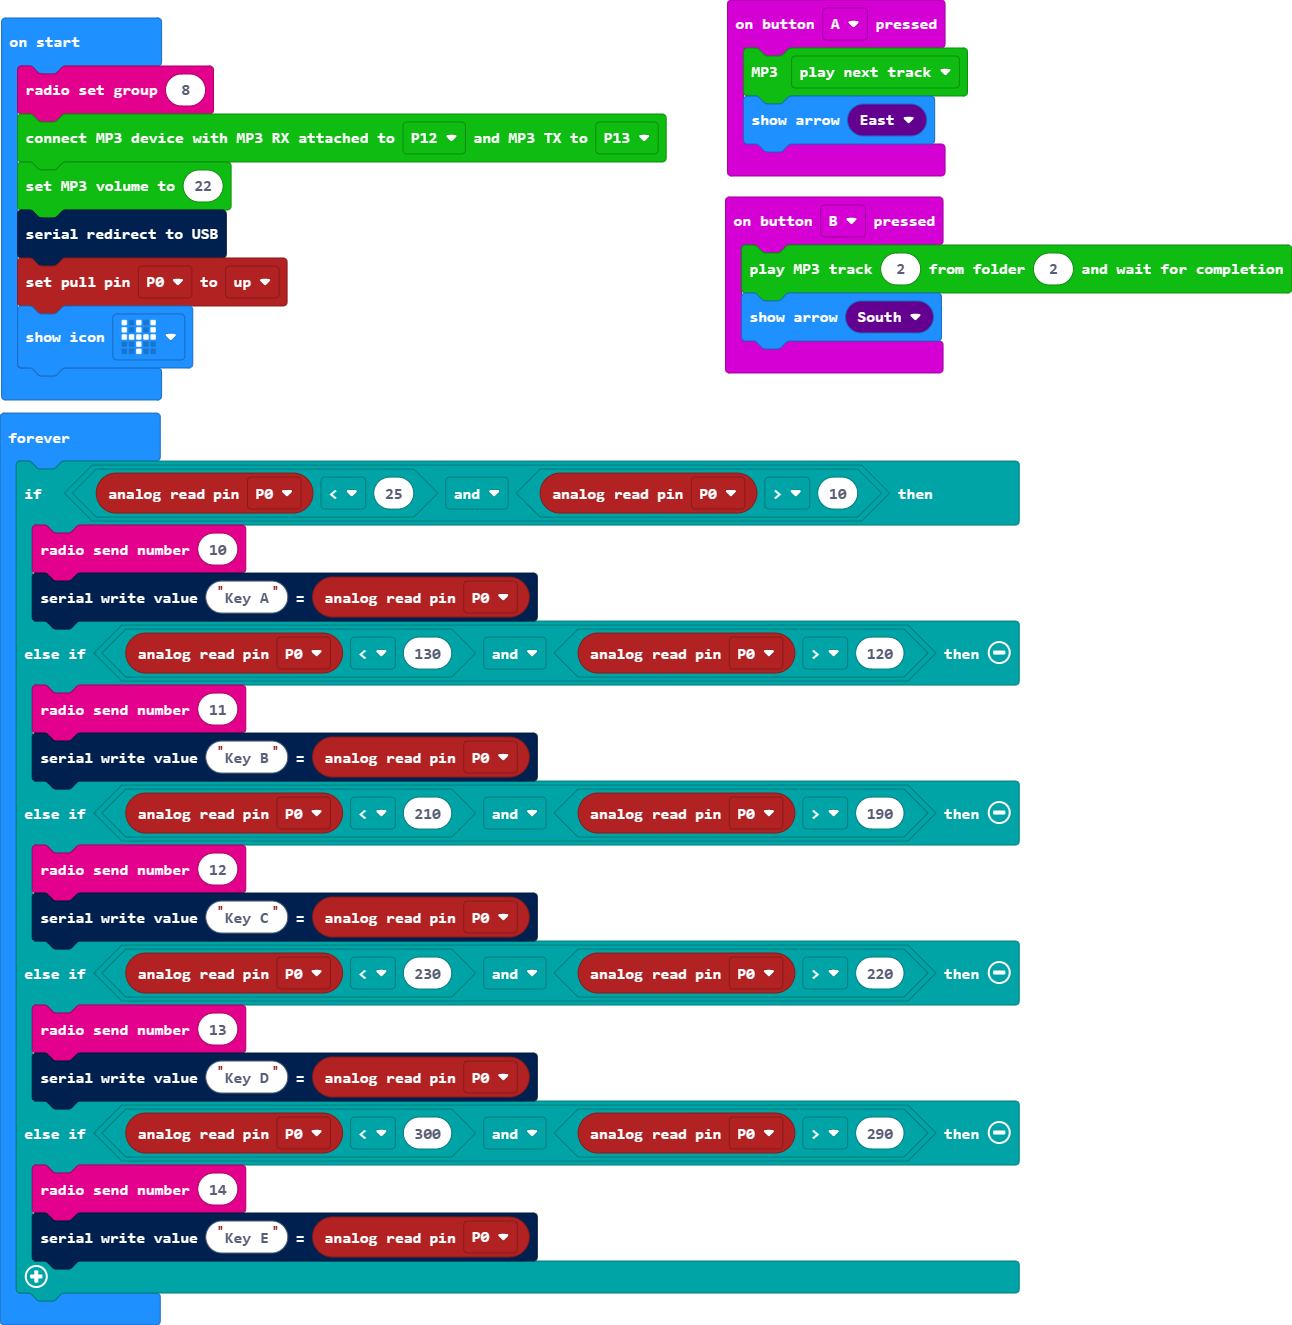 on start
radio set group 8
connect MP3 device with MP3 RX attached to P12 and MP3 TX to P13
set MP3 volume to 22
serial redirect to USB
set pull pin P0 to up
show icon
on button A pressed
MP3 play next track
show arrow East
on button B pressed
play MP3 track 2 from folder 2 and wait for completion
show arrow South
forever
if analog read pin P0 < 25 and analog read pin P0 > 10 then
radio send number 10
serial write value "Key A" = analog read pin P0
else if analog read pin P0 < 130 and analog read pin P0 > 120 then
radio send number 11
serial write value "Key B" = analog read pin P0
else if analog read pin P0 < 210 and analog read pin P0 > 190 then
radio send number 12
serial write value "Key C" = analog read pin P0
else if analog read pin P0 < 230 and analog read pin P0 > 220 then
radio send number 13
serial write value "Key D" = analog read pin P0
else if analog read pin P0 < 300 and analog read pin P0 > 290 then
radio send number 14
serial write value "Key E" = analog read pin P0